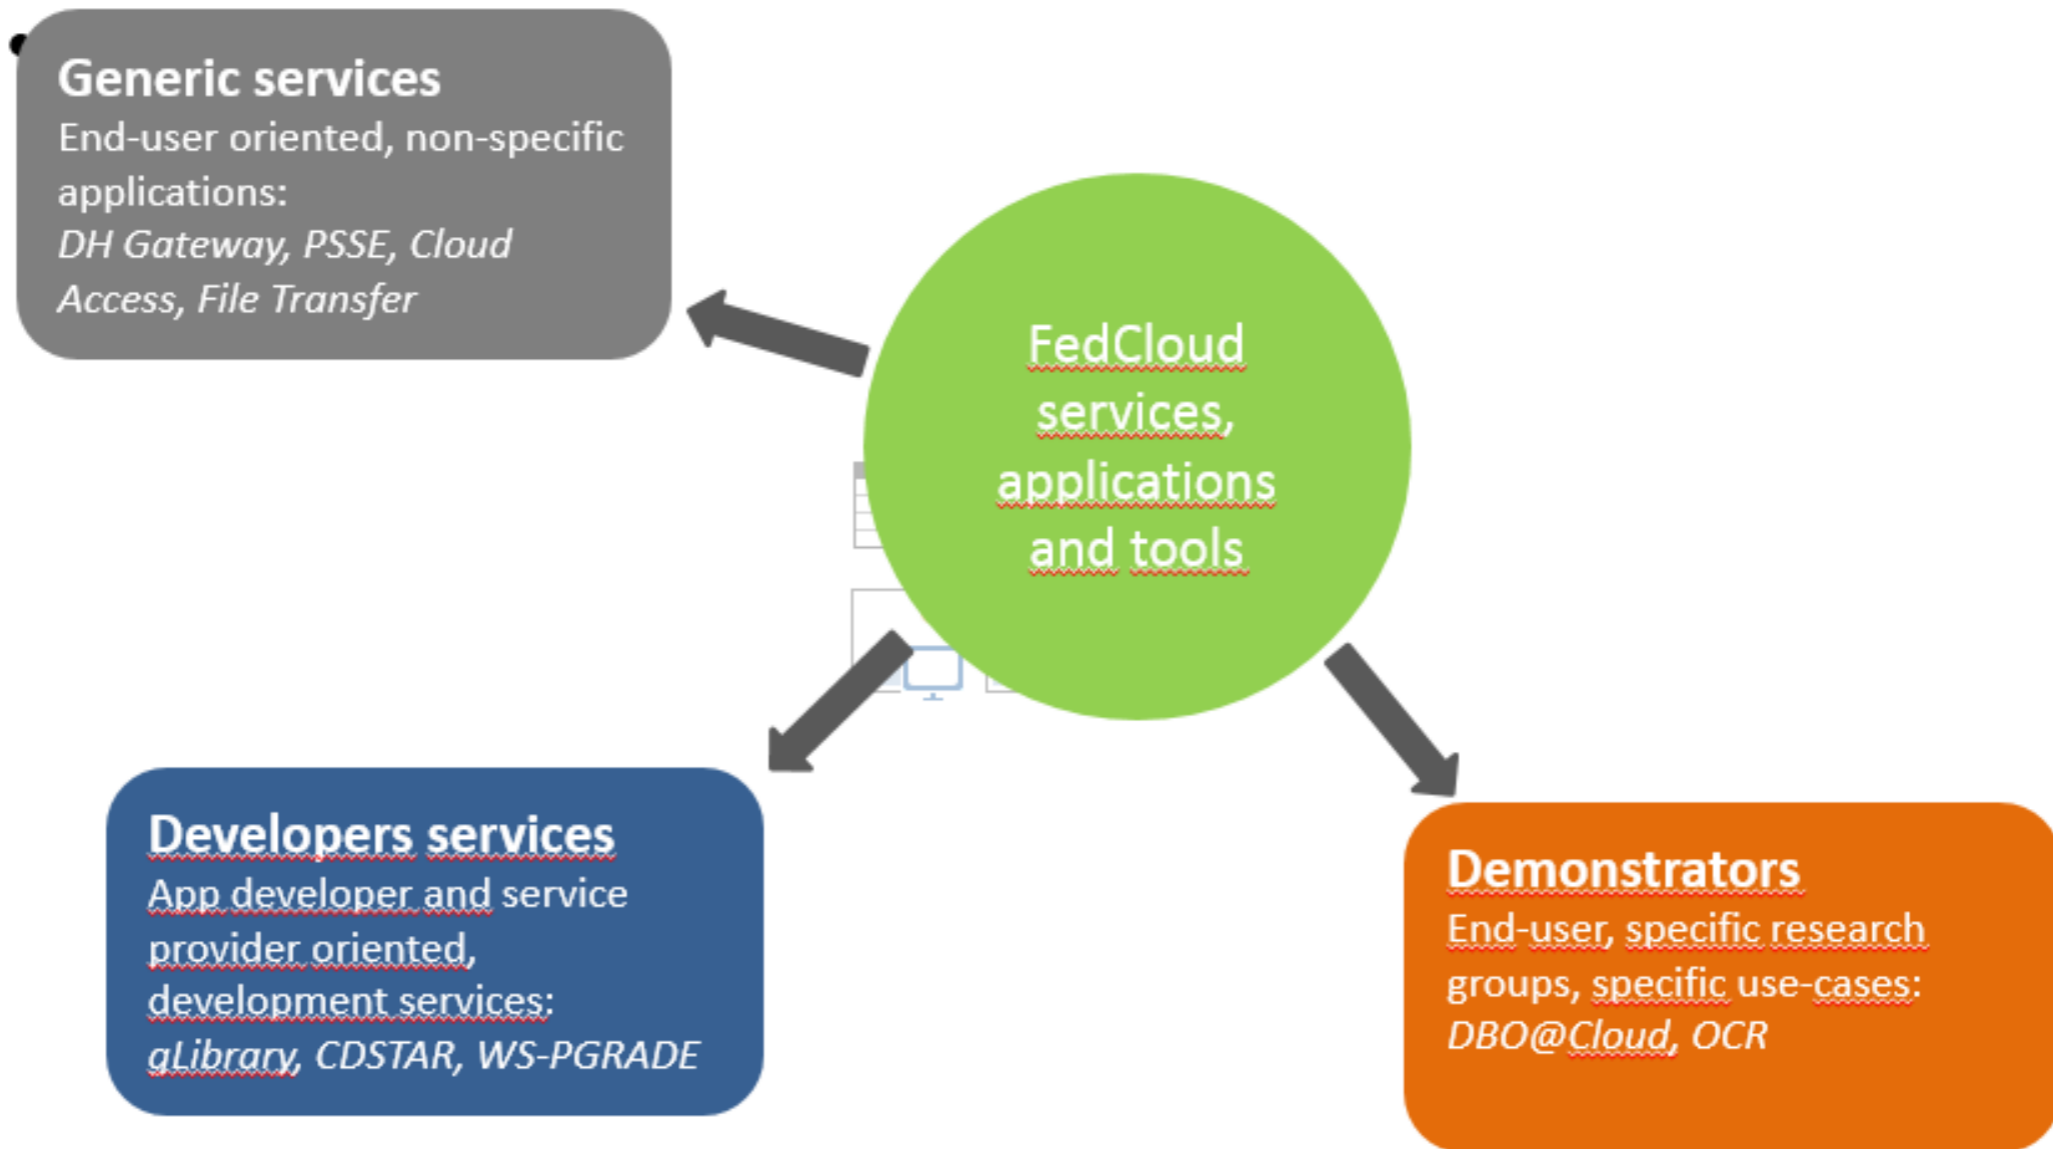 Generic services
End-user oriented, non-specific
applications:
DH Gateway, PSSE, Cloud
Access, File Transfer
FedCloud
services,
applications
and tools
Developers services
App developer and service
provider oriented,
development services:
gLibrary, CDSTAR, WS-PGRADE
Demonstrators
End-user, specific research
groups, specific use-cases:
DBO@Cloud, OCR